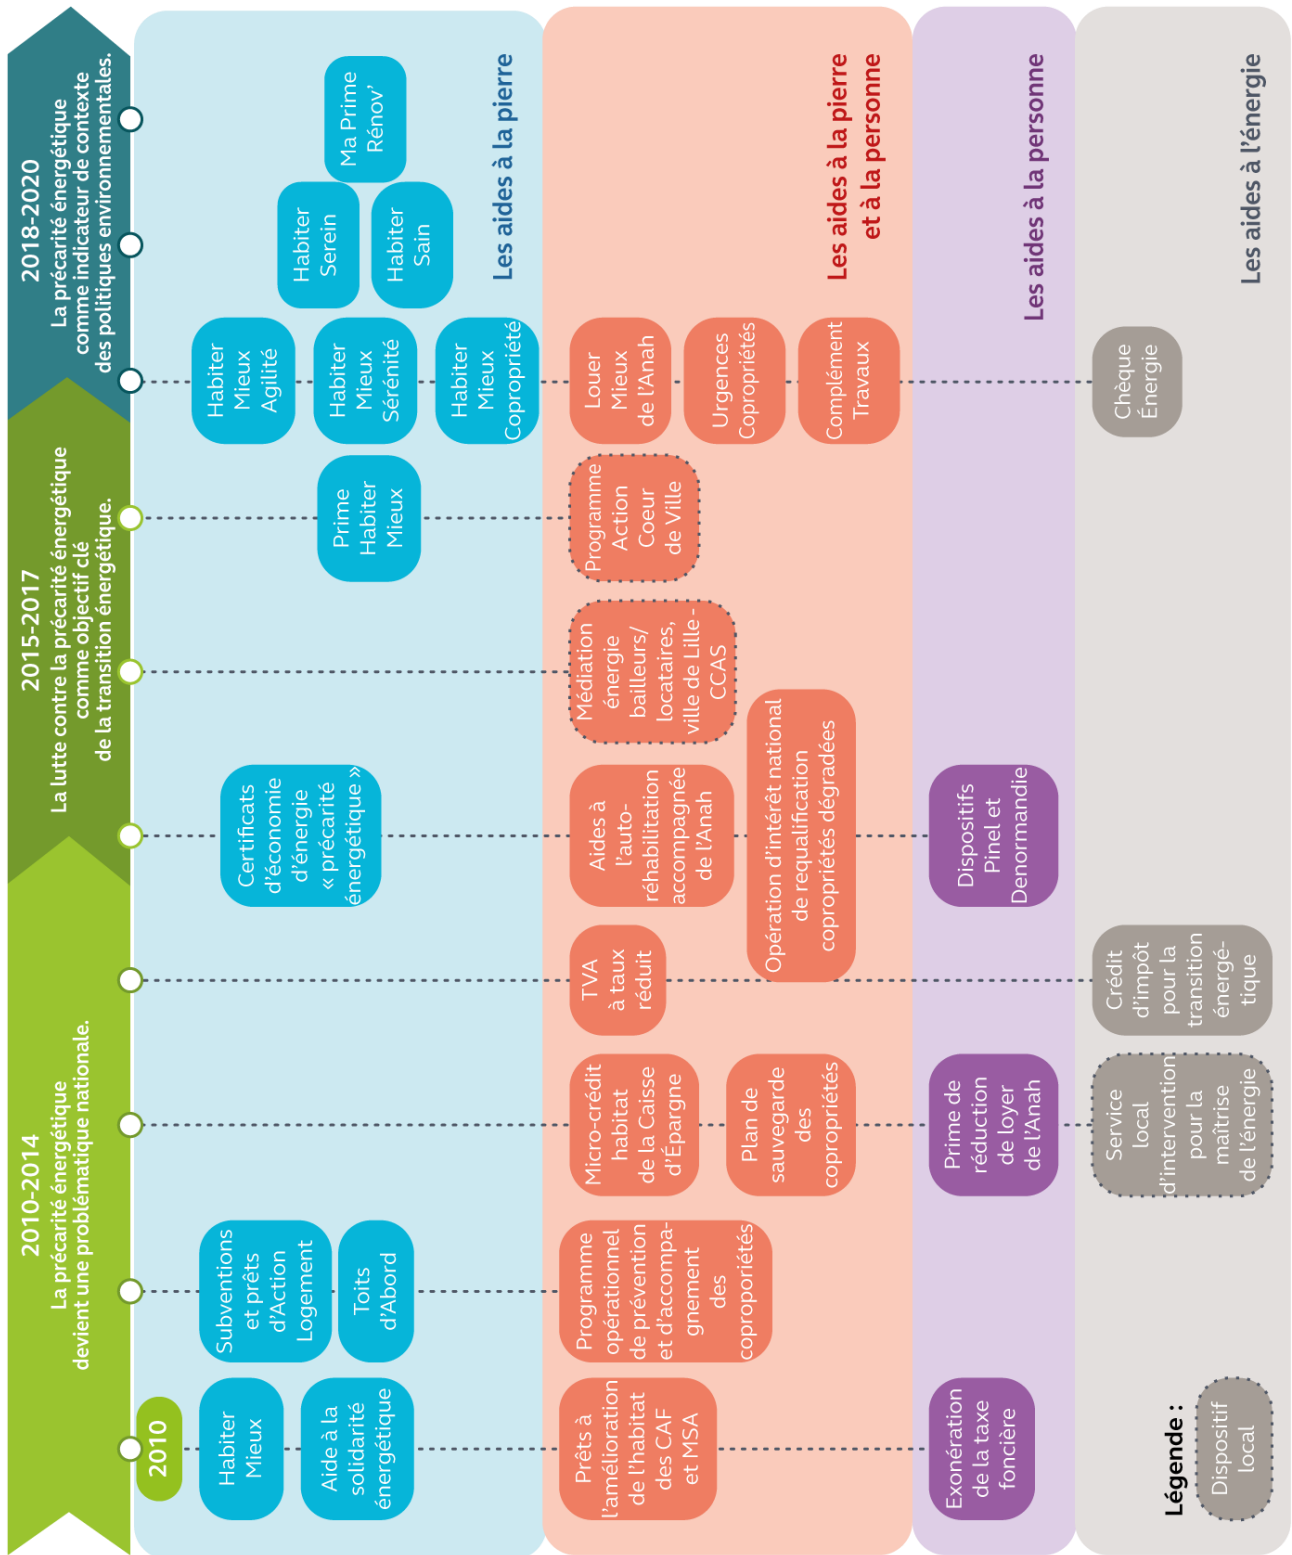 2010-2014
La précarité énergétique
devient une problématique nationale.
2015-2017
La lutte contre la précarité énergétique
comme objectif clé
de la transition énergétique.
2018-2020
La précarité énergétique
comme indicateur de contexte
des politiques environnementales.
2010
Habiter
Mieux
Aide à la
solidarité
énergétique
Subventions
et prêts
d'Action
Logement
Toits
d'Abord
Certificats
d'économie
d'énergie
« précarité
énergétique »
Prime
Habiter
Mieux
Habiter
Mieux
Agilité
Habiter
Mieux
Sérénité
Habiter
Mieux
Copropriété
Habiter
Serein
Habiter
Sain
Ma Prime
Rénov'
Les aides à la pierre
Prêts à
l'amélioration
de l'habitat
des CAF
et MSA
Programme
opérationnel
de prévention
et d'accompa-
gnement
des
coproporiétés
Micro-crédit
habitat
de la Caisse
d'Épargne
Plan de
sauvegarde
des
copropriétés
TVA
à taux
réduit
Aides à
l'auto-
réhabilitation
accompagnée
de l'Anah
Opération d'intérêt national
de requalification
copropriétés dégradées
Médiation
énergie
bailleurs/
locataires,
ville de Lille -
CCAS
Programme
Action
Coeur
de Ville
Louer
Mieux
de l'Anah
Urgences
Copropriétés
Complément
Travaux
Les aides à la pierre
et à la personne
Exonération
de la taxe
foncière
Prime de
réduction
de loyer
de l'Anah
Dispositifs
Pinel et
Denormandie
Les aides à la personne
Service
local
d'intervention
pour la
maîtrise
de l'énergie
Crédit
d'impôt
pour la
transition
énergé-
tique
Chèque
Énergie
Les aides à l'énergie
Légende :
Dispositif
local